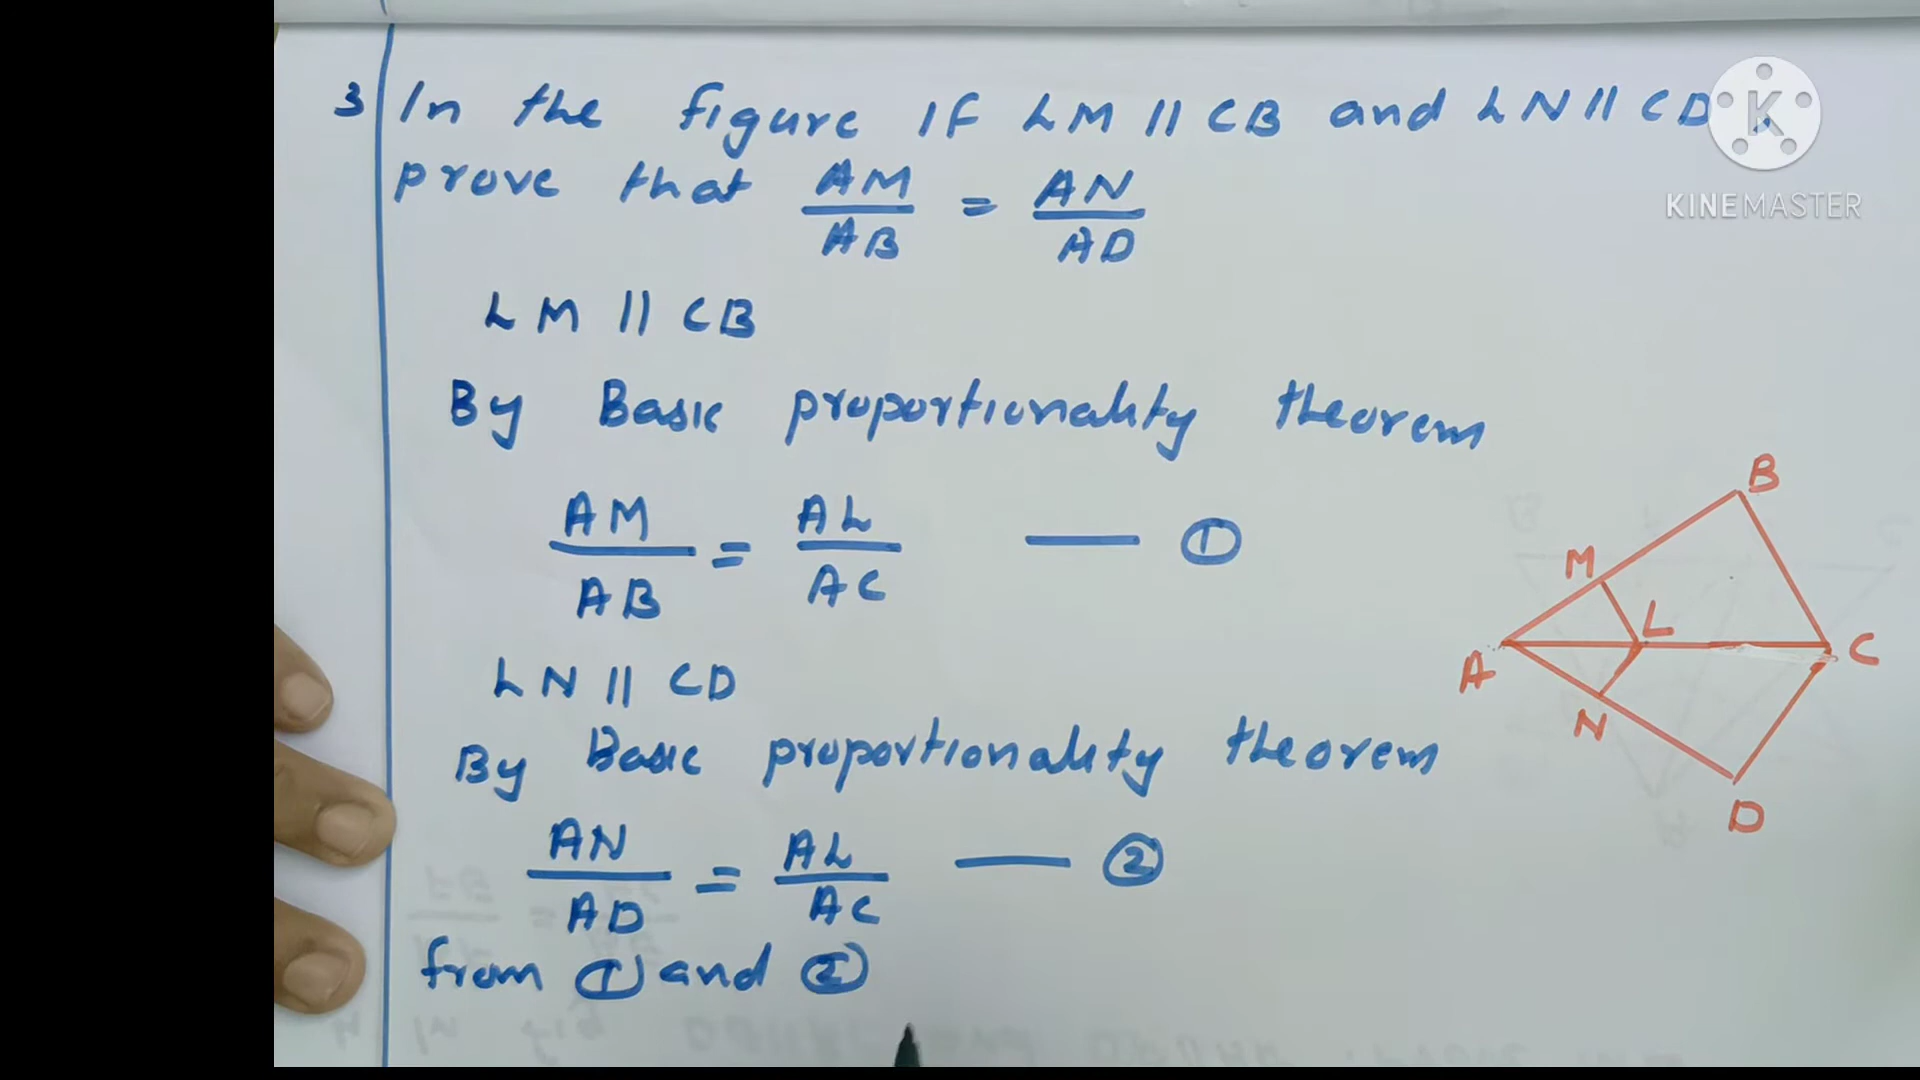 3 In the figure if LM || CB and LN || CD,
prove that AM/AB = AN/AD
LM || CB
By Basic proportionality theorem
AM/AB = AL/AC — ①
LN || CD
By Basic proportionality theorem
AN/AD = AL/AC — ②
from ① and ②
B
M
L
A
C
N
D
K
KINEMASTER